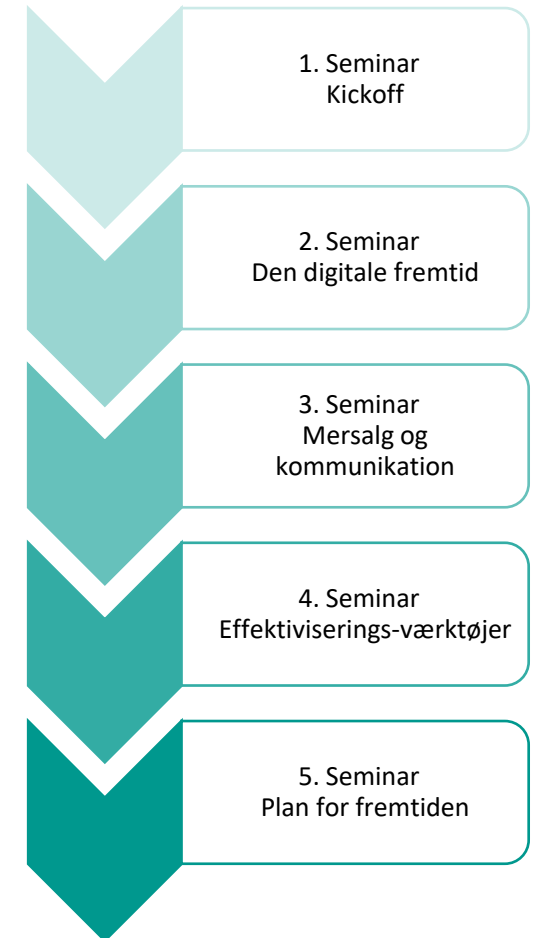 1. Seminar
Kickoff
2. Seminar
Den digitale fremtid
3. Seminar
Mersalg og
kommunikation
4. Seminar
Effektiviserings-værktøjer
5. Seminar
Plan for fremtiden